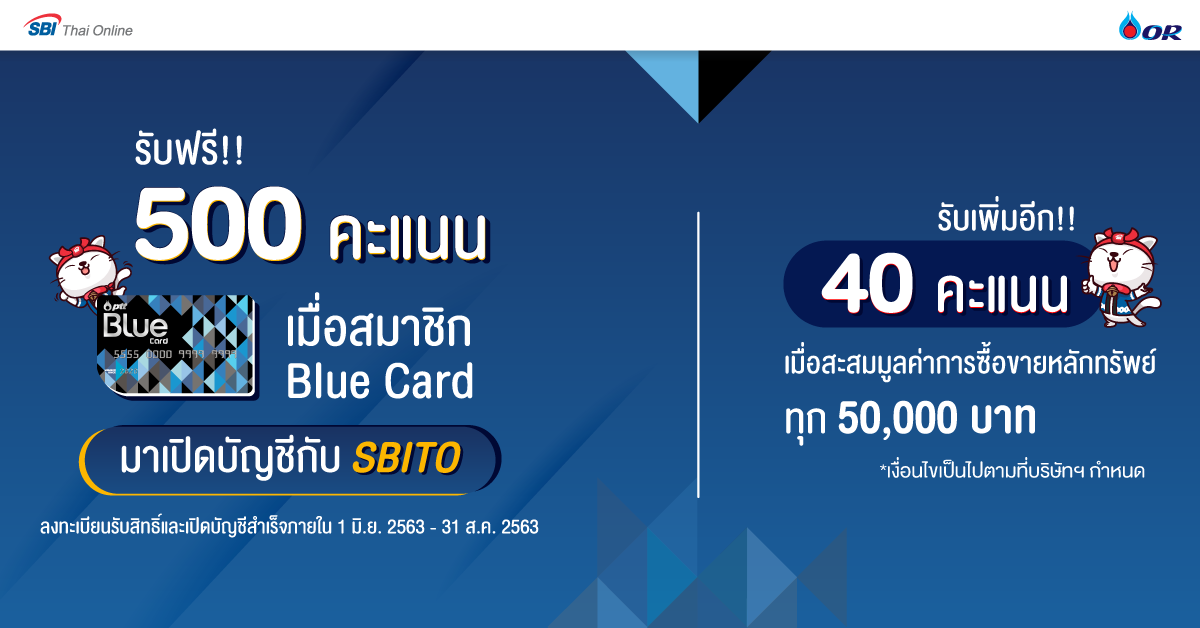 SBI Thai Online
OR
รับฟรี!!
500 คะแนน
ptt
Blue
Card
5555 0000 9999 9999
เมื่อสมาชิก
Blue Card
มาเปิดบัญชีกับ SBITO
ลงทะเบียนรับสิทธิ์และเปิดบัญชีสำเร็จภายใน 1 มิ.ย. 2563 - 31 ส.ค. 2563
รับเพิ่มอีก!!
40 คะแนน
เมื่อสะสมมูลค่าการซื้อขายหลักทรัพย์
ทุก 50,000 บาท
*เงื่อนไขเป็นไปตามที่บริษัทฯ กำหนด